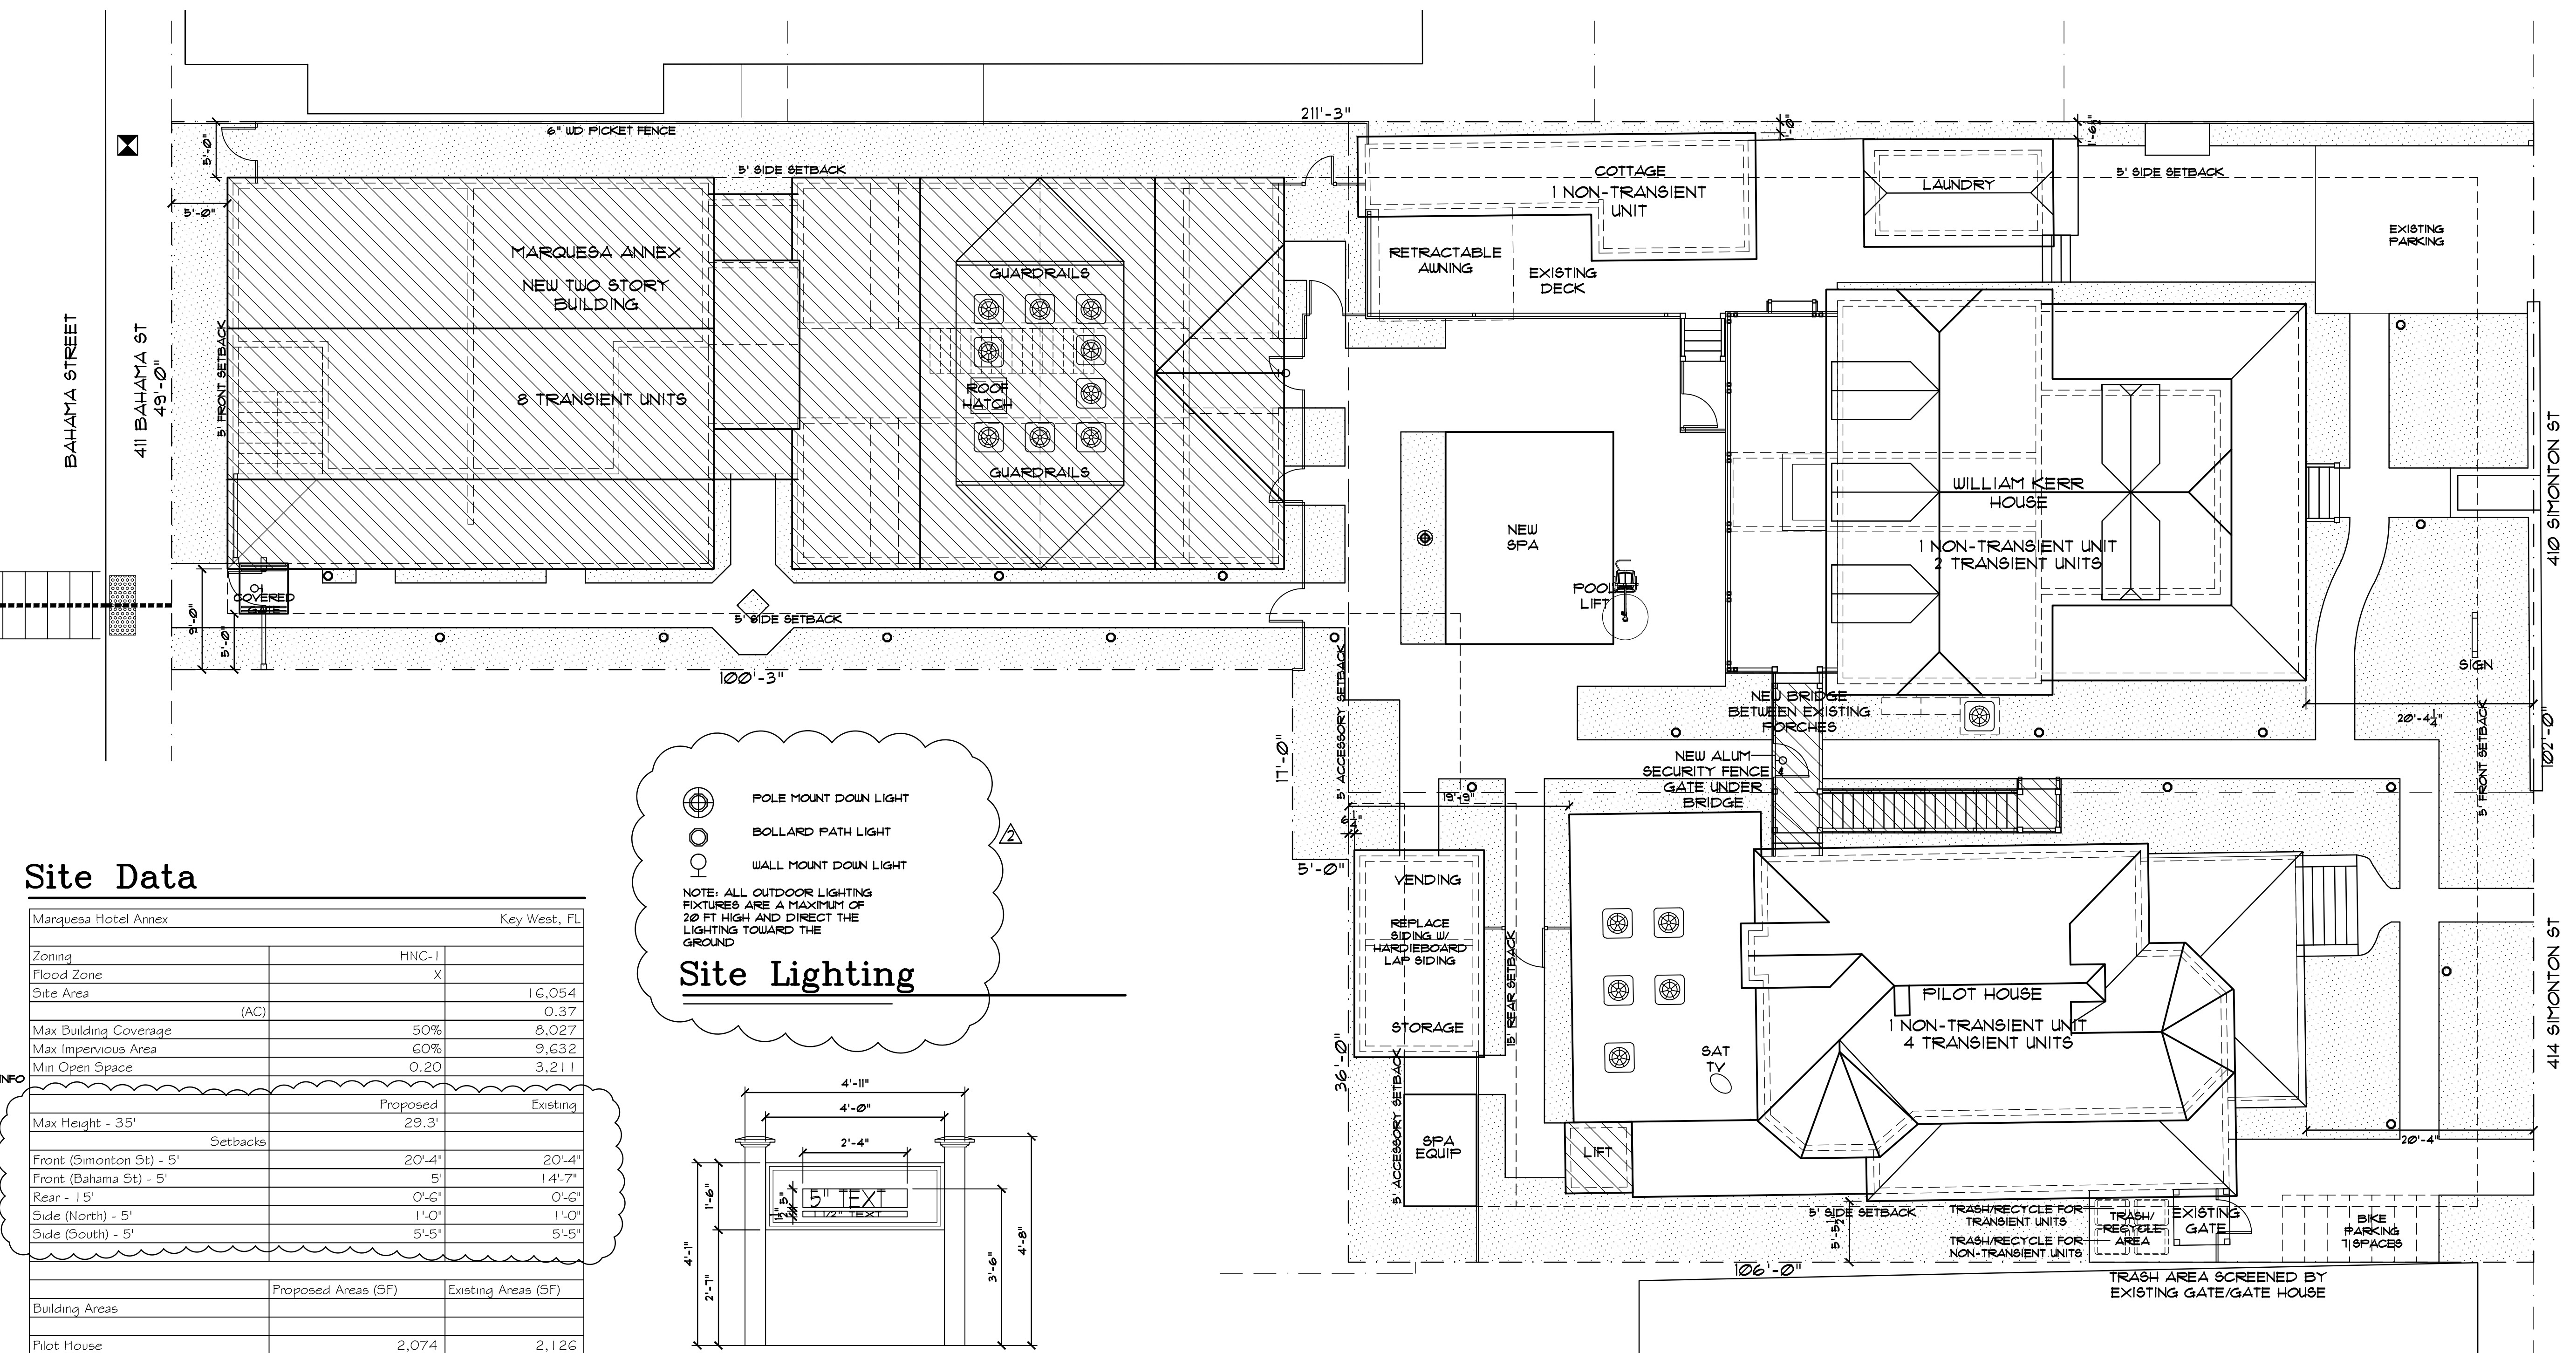 211'-3"
6" WD PICKET FENCE
5'-0"
1'-0"
1'-6½"
5' SIDE SETBACK
COTTAGE
1 NON-TRANSIENT
UNIT
LAUNDRY
5' SIDE SETBACK
5'-0"
EXISTING
PARKING
MARQUESA ANNEX
NEW TWO STORY
BUILDING
8 TRANSIENT UNITS
GUARDRAILS
ROOF
HATCH
GUARDRAILS
RETRACTABLE
AWNING
EXISTING
DECK
BAHAMA STREET
411 BAHAMA ST
49'-0"
5' FRONT SETBACK
WILLIAM KERR
HOUSE
1 NON-TRANSIENT UNIT
2 TRANSIENT UNITS
410 SIMONTON ST
NEW
SPA
POOL
LIFT
COVERED
GATE
9'-0"
5'-0"
5' SIDE SETBACK
100'-3"
SIGN
5' ACCESSORY SETBACK
17'-0"
NEW BRIDGE
BETWEEN EXISTING
PORCHES
20'-4¼"
5' FRONT SETBACK
102'-0"
NEW ALUM
SECURITY FENCE
GATE UNDER
BRIDGE
19'-9"
POLE MOUNT DOWN LIGHT
BOLLARD PATH LIGHT
WALL MOUNT DOWN LIGHT
2
NOTE: ALL OUTDOOR LIGHTING
FIXTURES ARE A MAXIMUM OF
20 FT HIGH AND DIRECT THE
LIGHTING TOWARD THE
GROUND
Site Lighting
5'-0"
VENDING
REPLACE
SIDING W/
HARDIEBOARD
LAP SIDING
STORAGE
15' REAR SETBACK
36'-0"
5' ACCESSORY SETBACK
SPA
EQUIP
LIFT
SAT
TV
PILOT HOUSE
1 NON-TRANSIENT UNIT
4 TRANSIENT UNITS
414 SIMONTON ST
20'-4"
5' SIDE SETBACK
5'-5½"
TRASH/RECYCLE FOR
TRANSIENT UNITS
TRASH/RECYCLE FOR
NON-TRANSIENT UNITS
TRASH/
RECYCLE
AREA
EXISTING
GATE
BIKE
PARKING
7 SPACES
106'-0"
TRASH AREA SCREENED BY
EXISTING GATE/GATE HOUSE
Site Data
Marquesa Hotel Annex Key West, FL
Zoning HNC-1
Flood Zone X
Site Area 16,054
(AC) 0.37
Max Building Coverage 50% 8,027
Max Impervious Area 60% 9,632
Min Open Space 0.20 3,211
INFO
Proposed Existing
Max Height - 35' 29.3'
Setbacks
Front (Simonton St) - 5' 20'-4" 20'-4"
Front (Bahama St) - 5' 5' 14'-7"
Rear - 15' 0'-6" 0'-6"
Side (North) - 5' 1'-0" 1'-0"
Side (South) - 5' 5'-5" 5'-5"
Proposed Areas (SF) Existing Areas (SF)
Building Areas
Pilot House 2,074 2,126
4'-11"
4'-0"
2'-4"
5" TEXT
1 1/2" TEXT
1'-6"
4'-1"
2'-7"
3'-6"
4'-8"